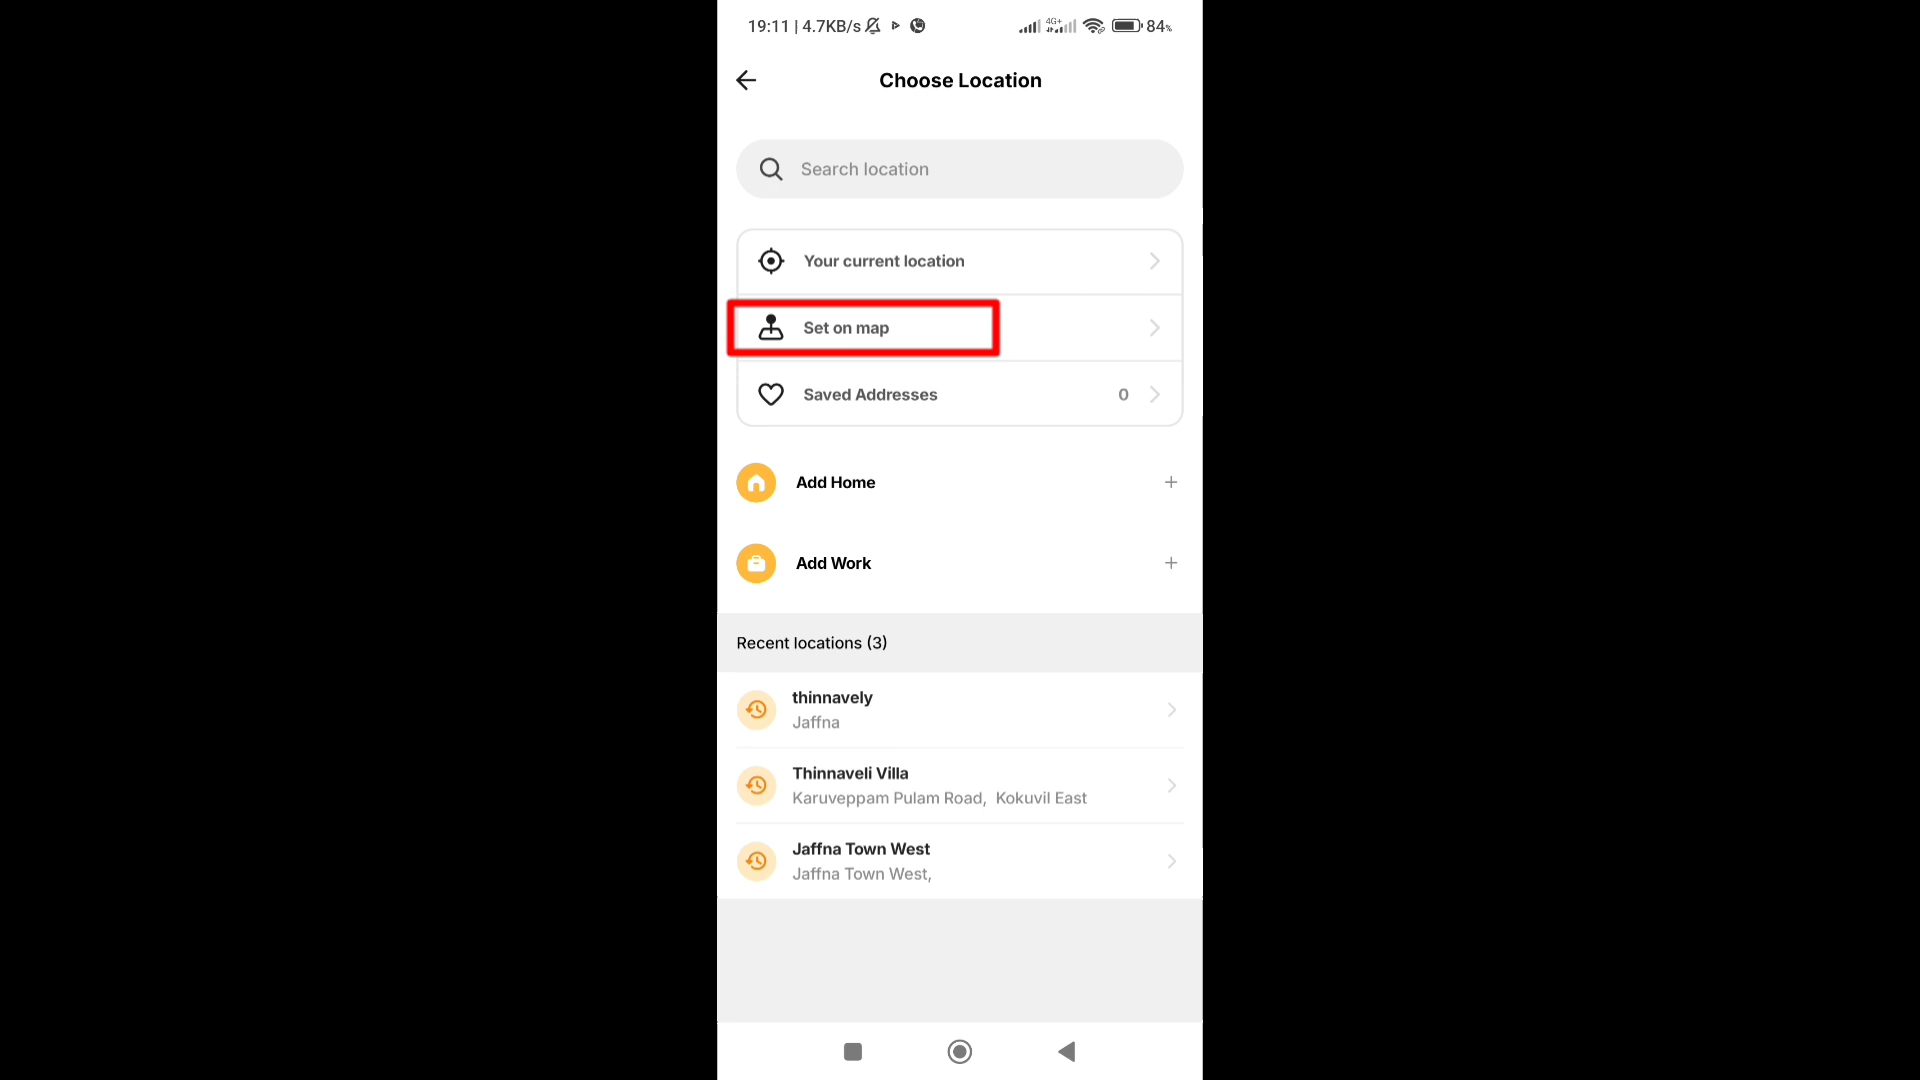 19:11 | 4.7KB/s 4G+ 84%
Choose Location
Search location
Your current location
Set on map
Saved Addresses 0
Add Home
Add Work
Recent locations (3)
thinnavely
Jaffna
Thinnaveli Villa
Karuveppam Pulam Road, Kokuvil East
Jaffna Town West
Jaffna Town West,